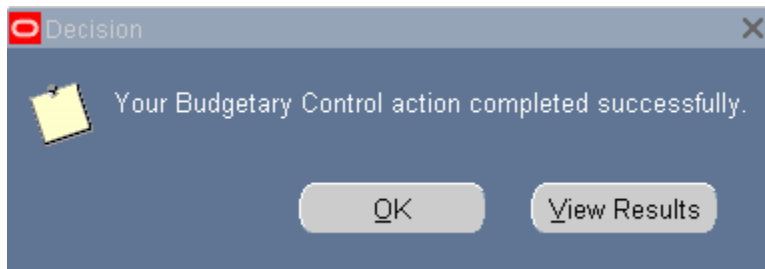 Decision
Your Budgetary Control action completed successfully.
OK
View Results